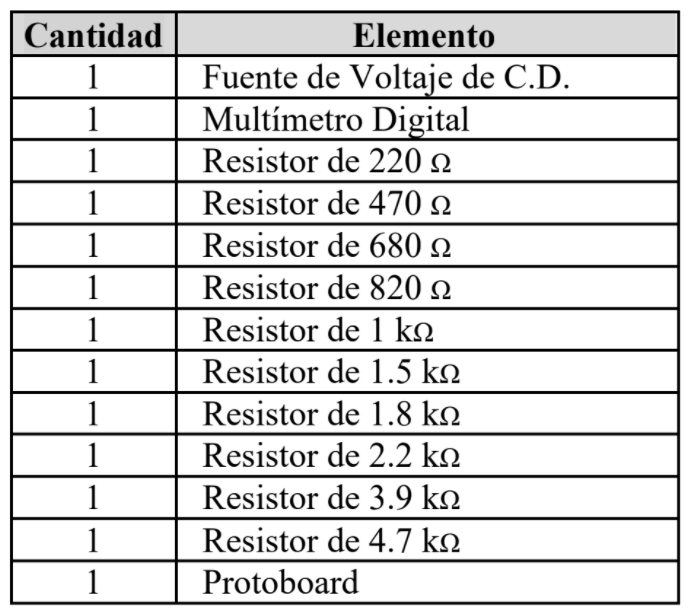 Cantidad Elemento
1 Fuente de Voltaje de C.D.
1 Multímetro Digital
1 Resistor de 220 Ω
1 Resistor de 470 Ω
1 Resistor de 680 Ω
1 Resistor de 820 Ω
1 Resistor de 1 kΩ
1 Resistor de 1.5 kΩ
1 Resistor de 1.8 kΩ
1 Resistor de 2.2 kΩ
1 Resistor de 3.9 kΩ
1 Resistor de 4.7 kΩ
1 Protoboard